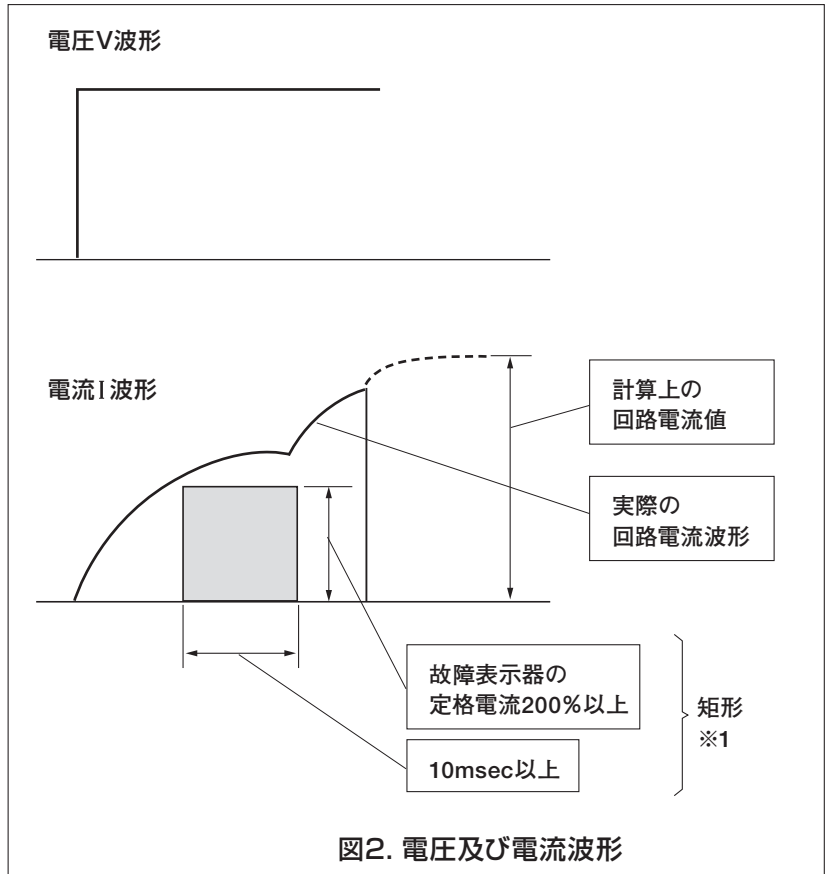 電圧V波形
電流I波形
計算上の
回路電流値
実際の
回路電流波形
故障表示器の
定格電流200%以上
10msec以上
矩形
※1
図2. 電圧及び電流波形